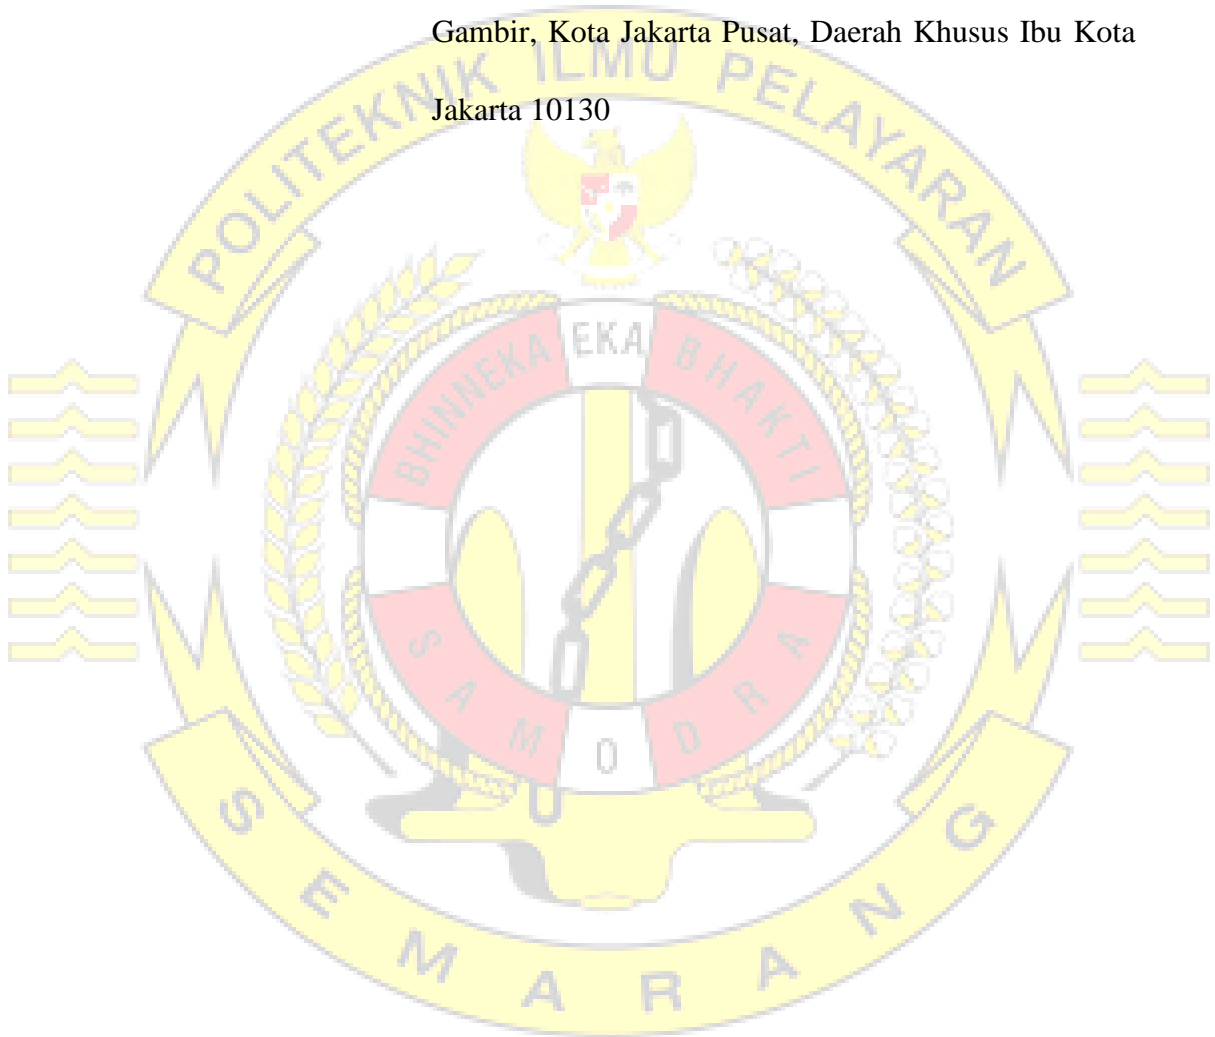 Gambir, Kota Jakarta Pusat, Daerah Khusus Ibu Kota
Jakarta 10130
POLITEKNIK ILMU PELAYARAN
BHINNEKA EKA BHAKTI
SAMODRA
SEMARANG